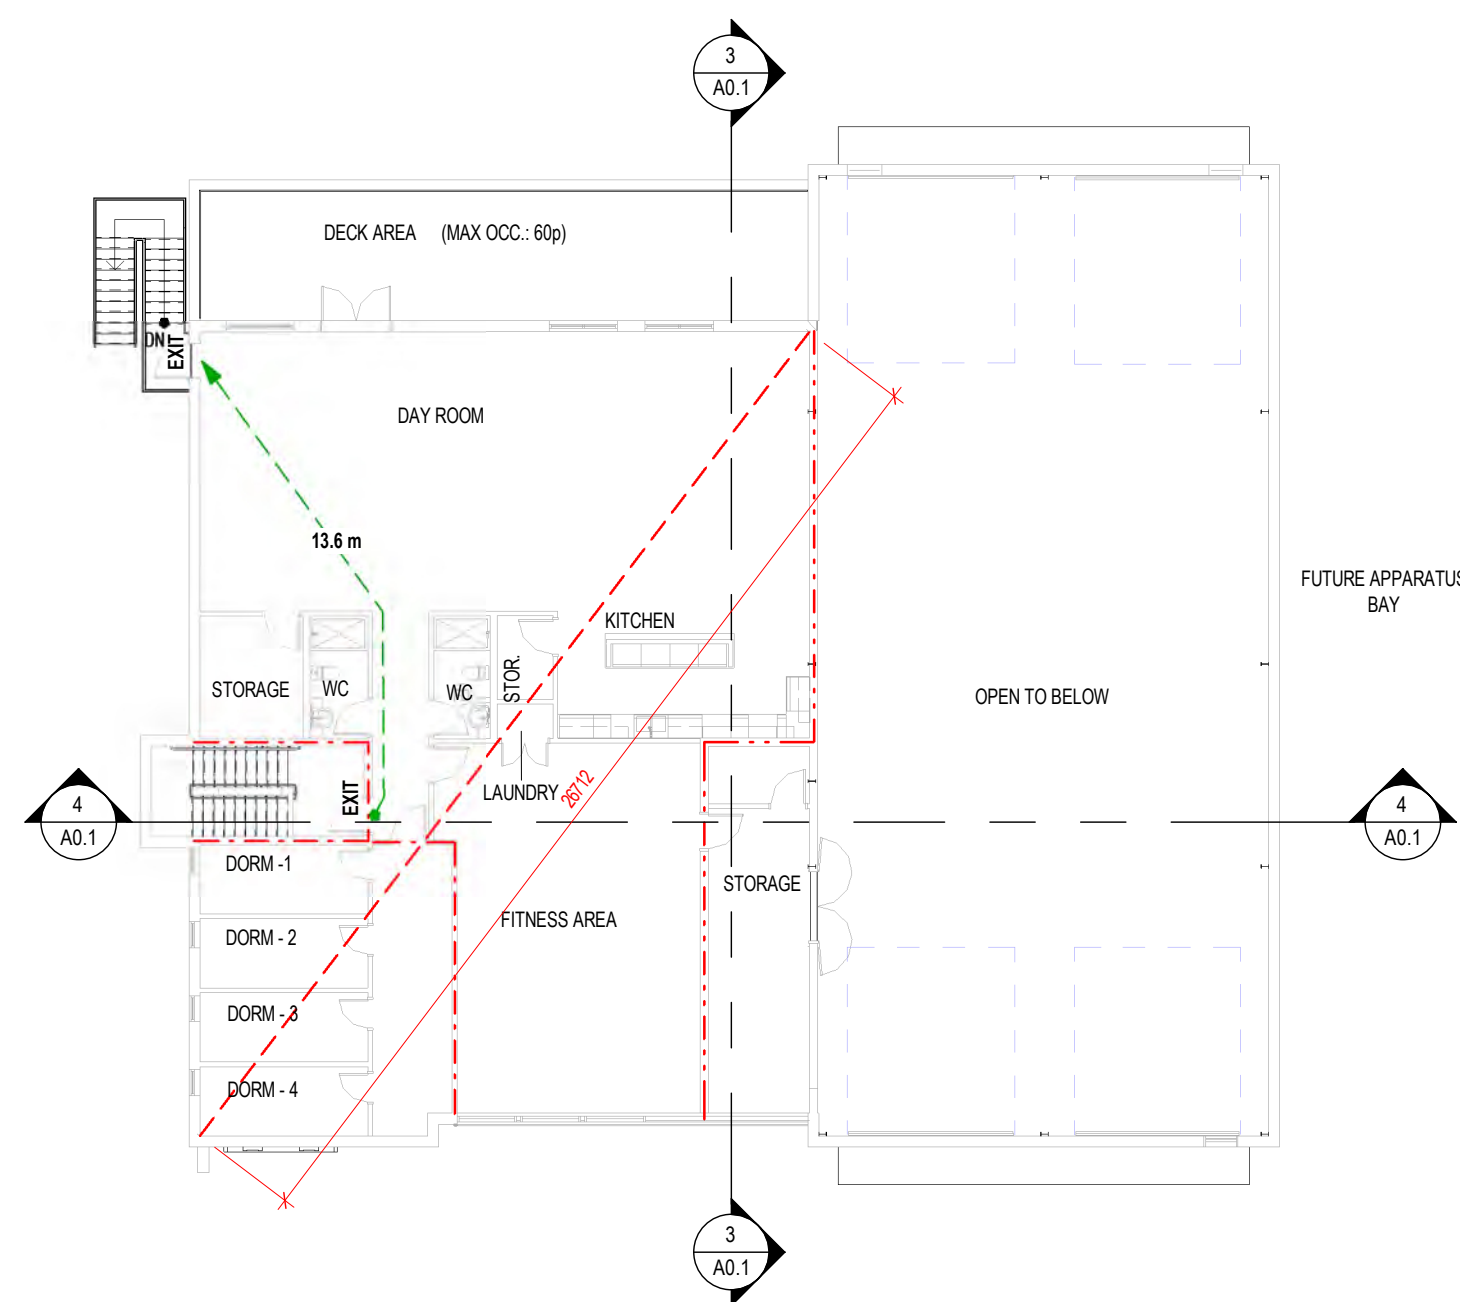 3
A0.1
DECK AREA (MAX OCC.: 60p)
DN
EXIT
DAY ROOM
13.6 m
FUTURE APPARATUS
BAY
KITCHEN
STORAGE
WC
WC
STOR.
OPEN TO BELOW
EXIT
LAUNDRY
26712
4
A0.1
4
A0.1
DORM -1
STORAGE
FITNESS AREA
DORM - 2
DORM - 3
DORM - 4
3
A0.1